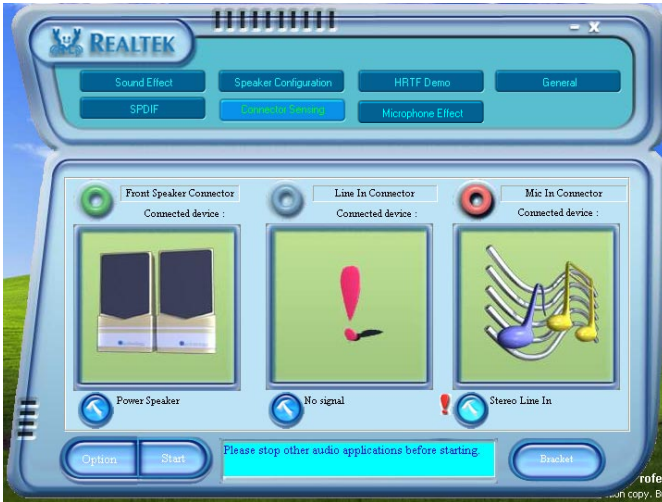 REALTEK
Sound Effect
Speaker Configuration
HRTF Demo
General
SPDIF
Connector Sensing
Microphone Effect
Front Speaker Connector
Line In Connector
Mic In Connector
Connected device :
Connected device :
Connected device :
Power Speaker
No signal
Stereo Line In
Option
Start
Please stop other audio applications before starting.
Bracket
rofe
copy. B